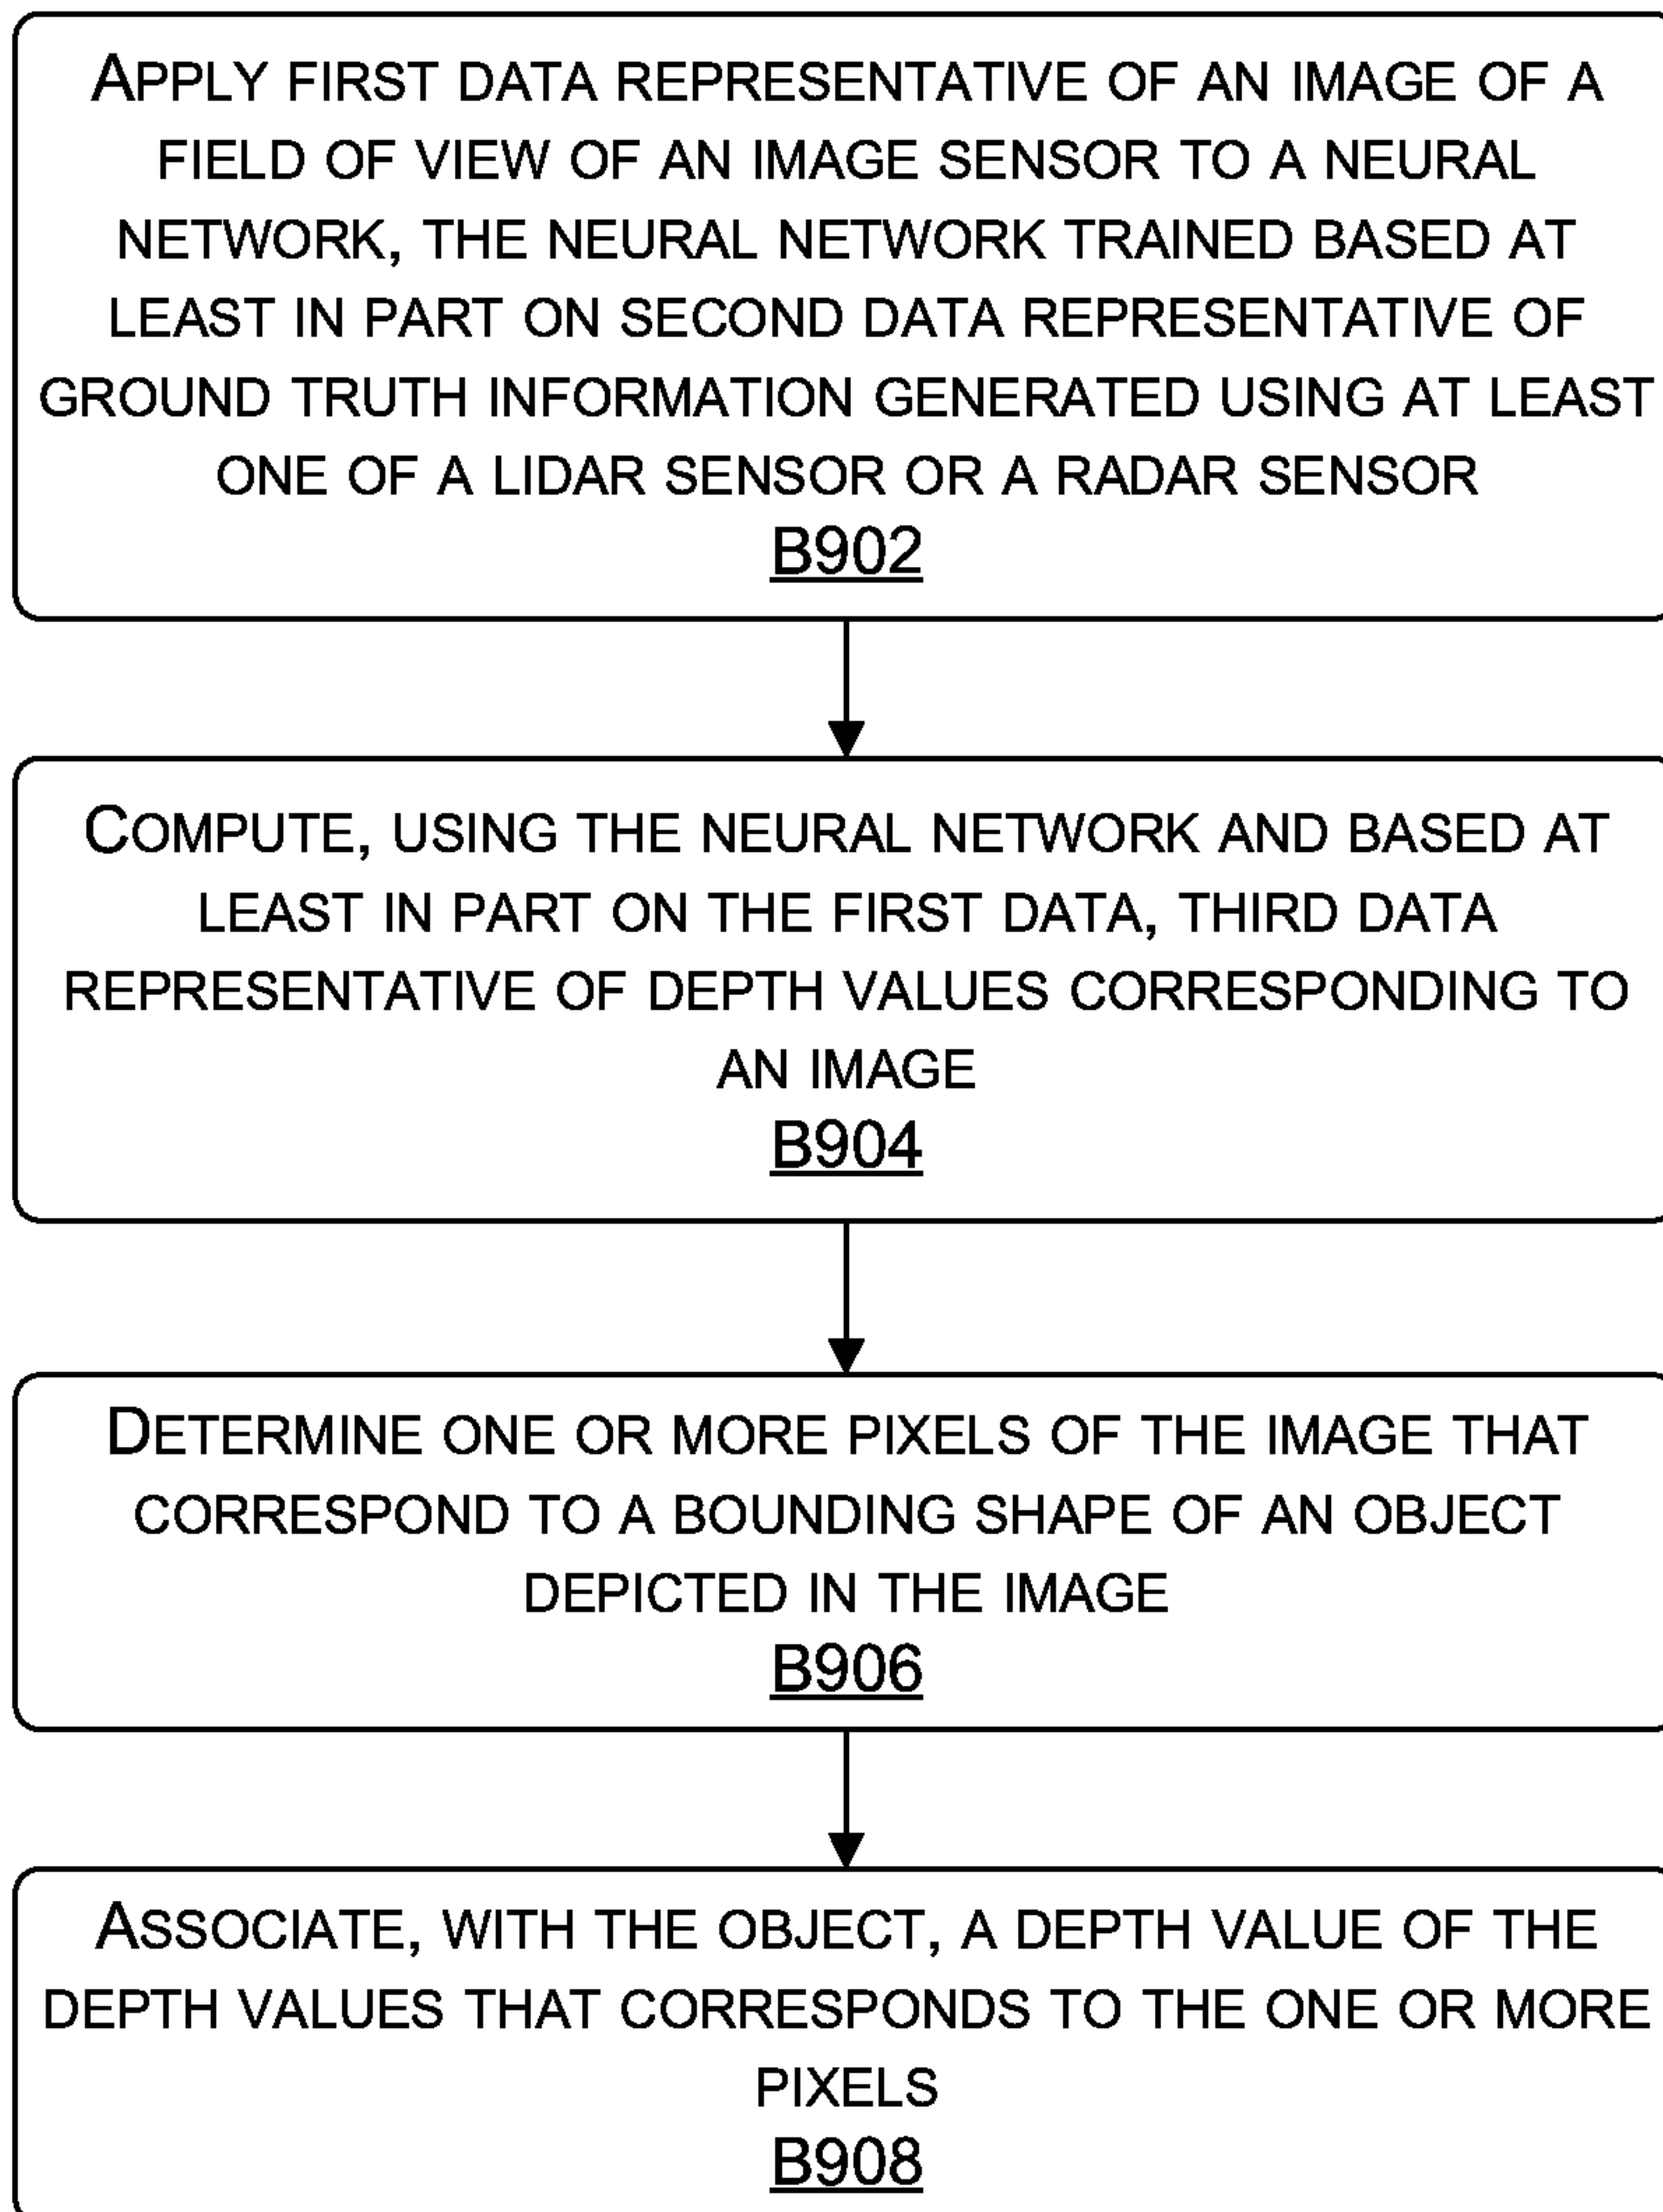 APPLY FIRST DATA REPRESENTATIVE OF AN IMAGE OF A
FIELD OF VIEW OF AN IMAGE SENSOR TO A NEURAL
NETWORK, THE NEURAL NETWORK TRAINED BASED AT
LEAST IN PART ON SECOND DATA REPRESENTATIVE OF
GROUND TRUTH INFORMATION GENERATED USING AT LEAST
ONE OF A LIDAR SENSOR OR A RADAR SENSOR
B902
COMPUTE, USING THE NEURAL NETWORK AND BASED AT
LEAST IN PART ON THE FIRST DATA, THIRD DATA
REPRESENTATIVE OF DEPTH VALUES CORRESPONDING TO
AN IMAGE
B904
DETERMINE ONE OR MORE PIXELS OF THE IMAGE THAT
CORRESPOND TO A BOUNDING SHAPE OF AN OBJECT
DEPICTED IN THE IMAGE
B906
ASSOCIATE, WITH THE OBJECT, A DEPTH VALUE OF THE
DEPTH VALUES THAT CORRESPONDS TO THE ONE OR MORE
PIXELS
B908